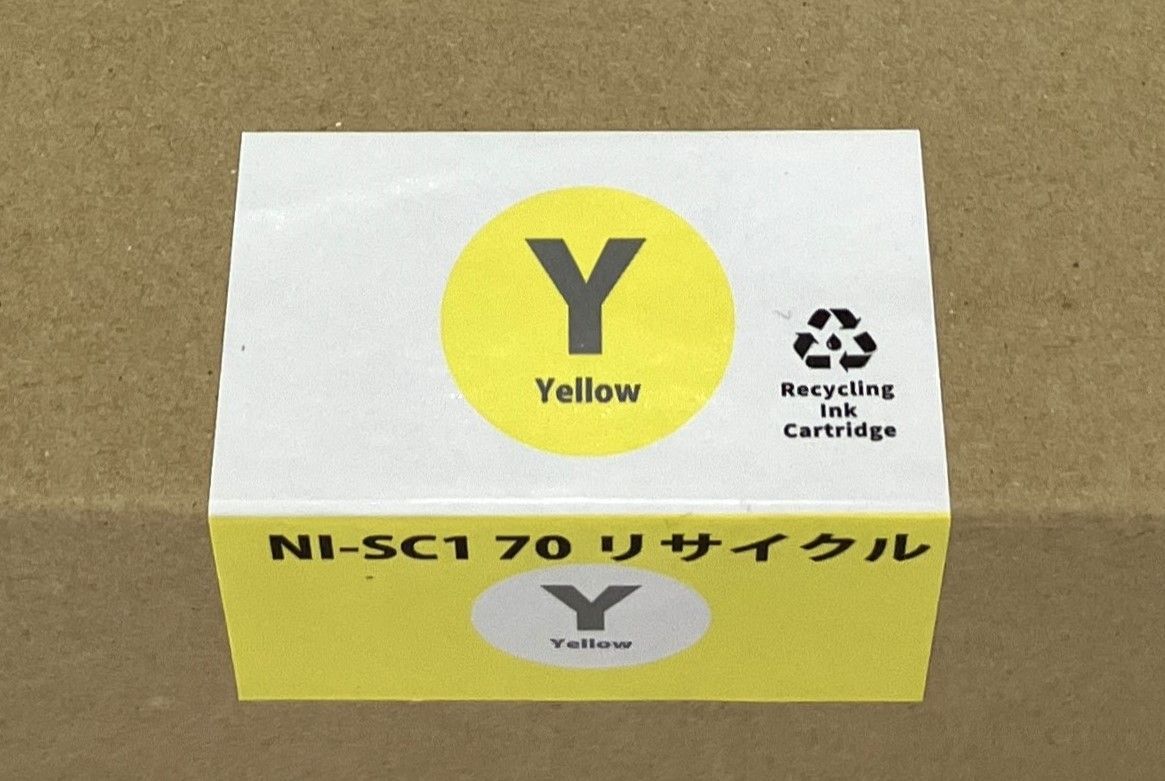 Y
Yellow
Recycling
Ink
Cartridge
NI-SC1 70 リサイクル
Y
Yellow